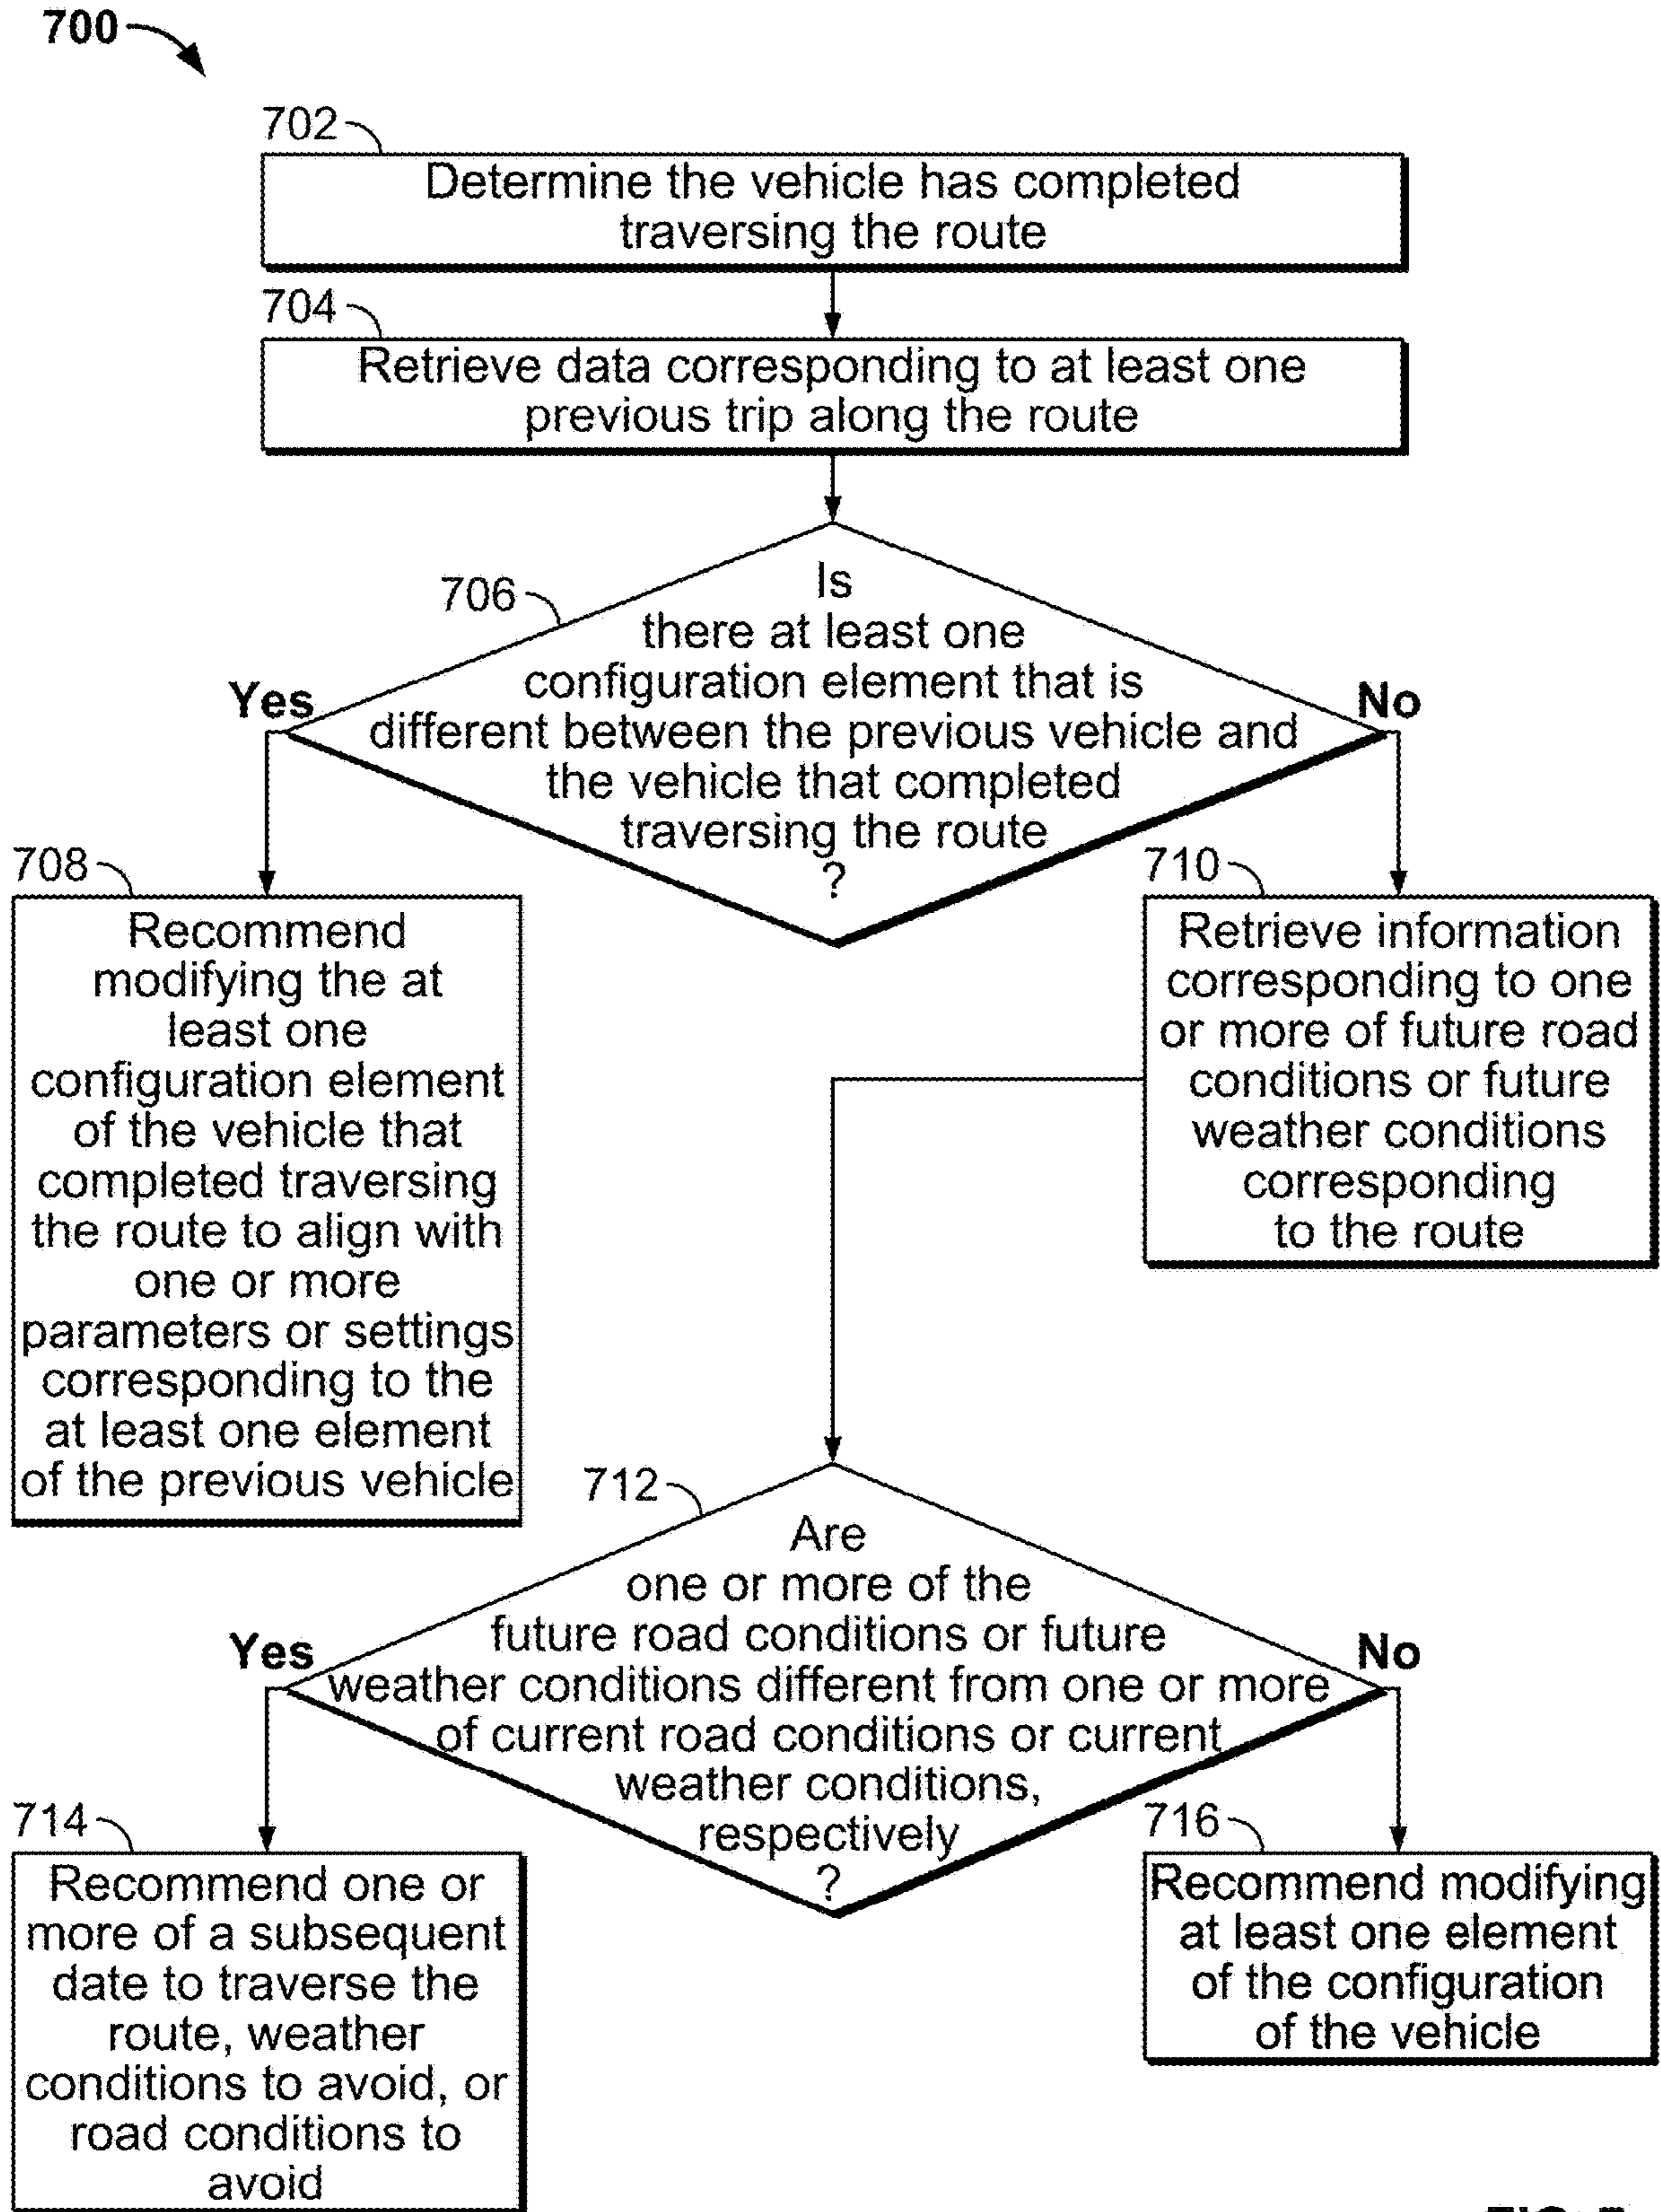 700
702
Determine the vehicle has completed
traversing the route
704
Retrieve data corresponding to at least one
previous trip along the route
706
Is
there at least one
configuration element that is
different between the previous vehicle and
the vehicle that completed
traversing the route
?
Yes
No
708
Recommend
modifying the at
least one
configuration element
of the vehicle that
completed traversing
the route to align with
one or more
parameters or settings
corresponding to the
at least one element
of the previous vehicle
710
Retrieve information
corresponding to one
or more of future road
conditions or future
weather conditions
corresponding
to the route
712
Are
one or more of the
future road conditions or future
weather conditions different from one or more
of current road conditions or current
weather conditions,
respectively
?
Yes
No
714
Recommend one or
more of a subsequent
date to traverse the
route, weather
conditions to avoid, or
road conditions to
avoid
716
Recommend modifying
at least one element
of the configuration
of the vehicle